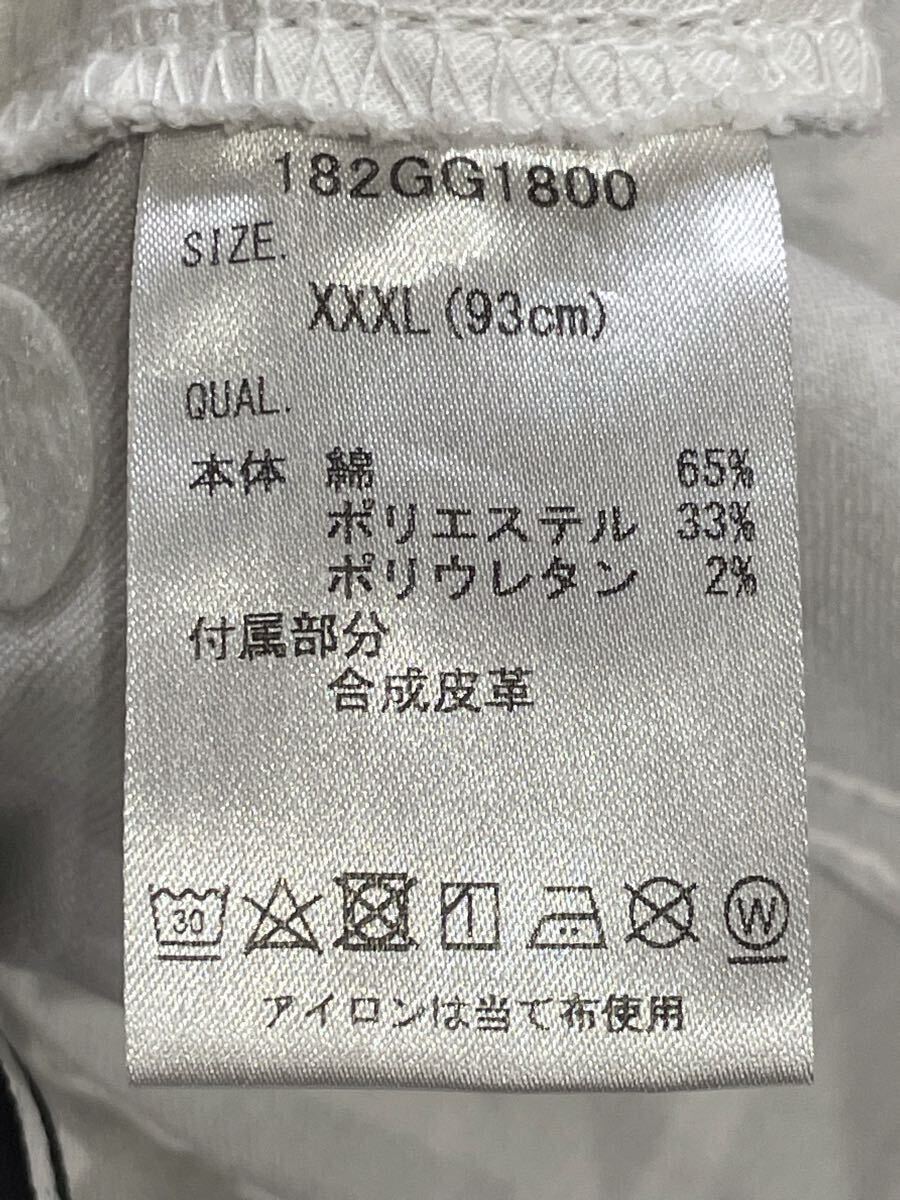 182GG1800
SIZE.
XXXL(93cm)
QUAL.
本体 綿 65%
ポリエステル 33%
ポリウレタン 2%
付属部分
合成皮革
30 W
アイロンは当て布使用